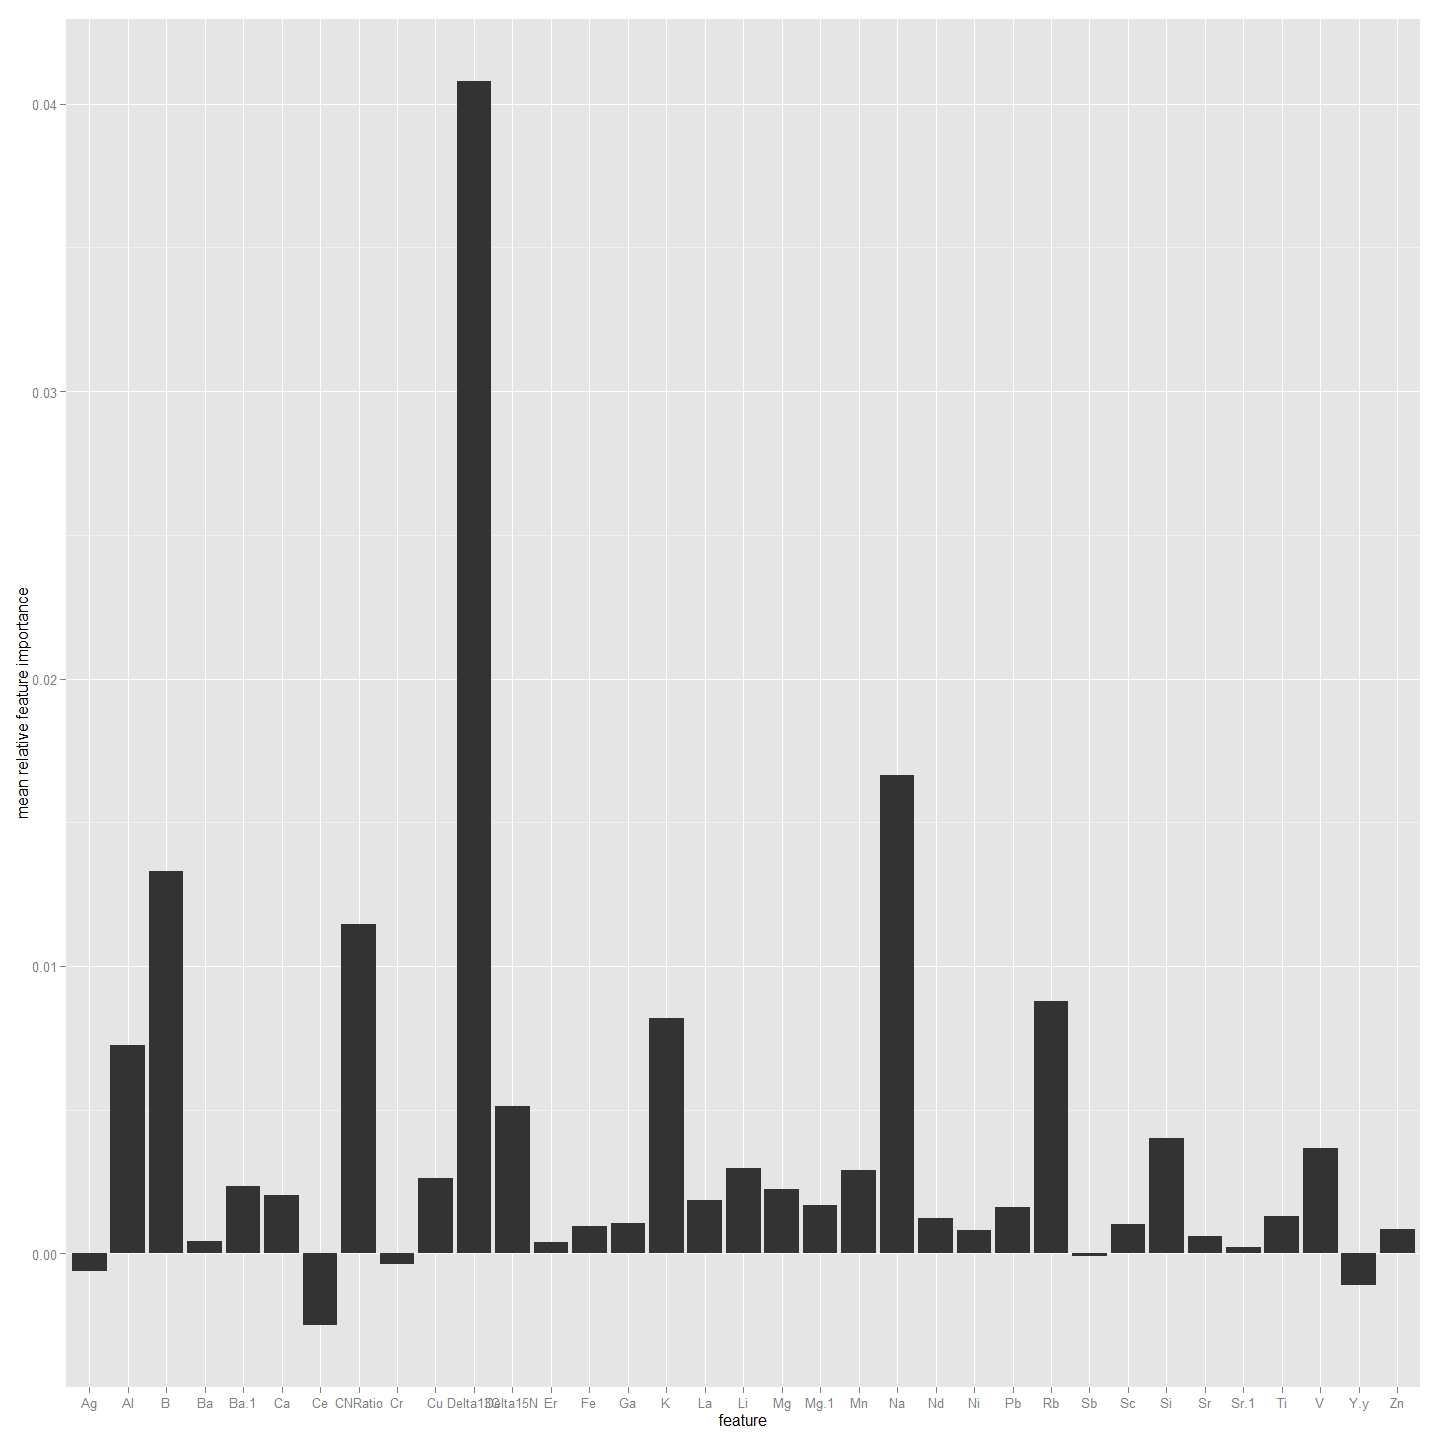 mean relative feature importance
0.04
0.03
0.02
0.01
0.00
Ag Al B Ba Ba.1 Ca Ce CNRatio Cr Cu Delta13C Delta15N Er Fe Ga K La Li Mg Mg.1 Mn Na Nd Ni Pb Rb Sb Sc Si Sr Sr.1 Ti V Y.y Zn
feature